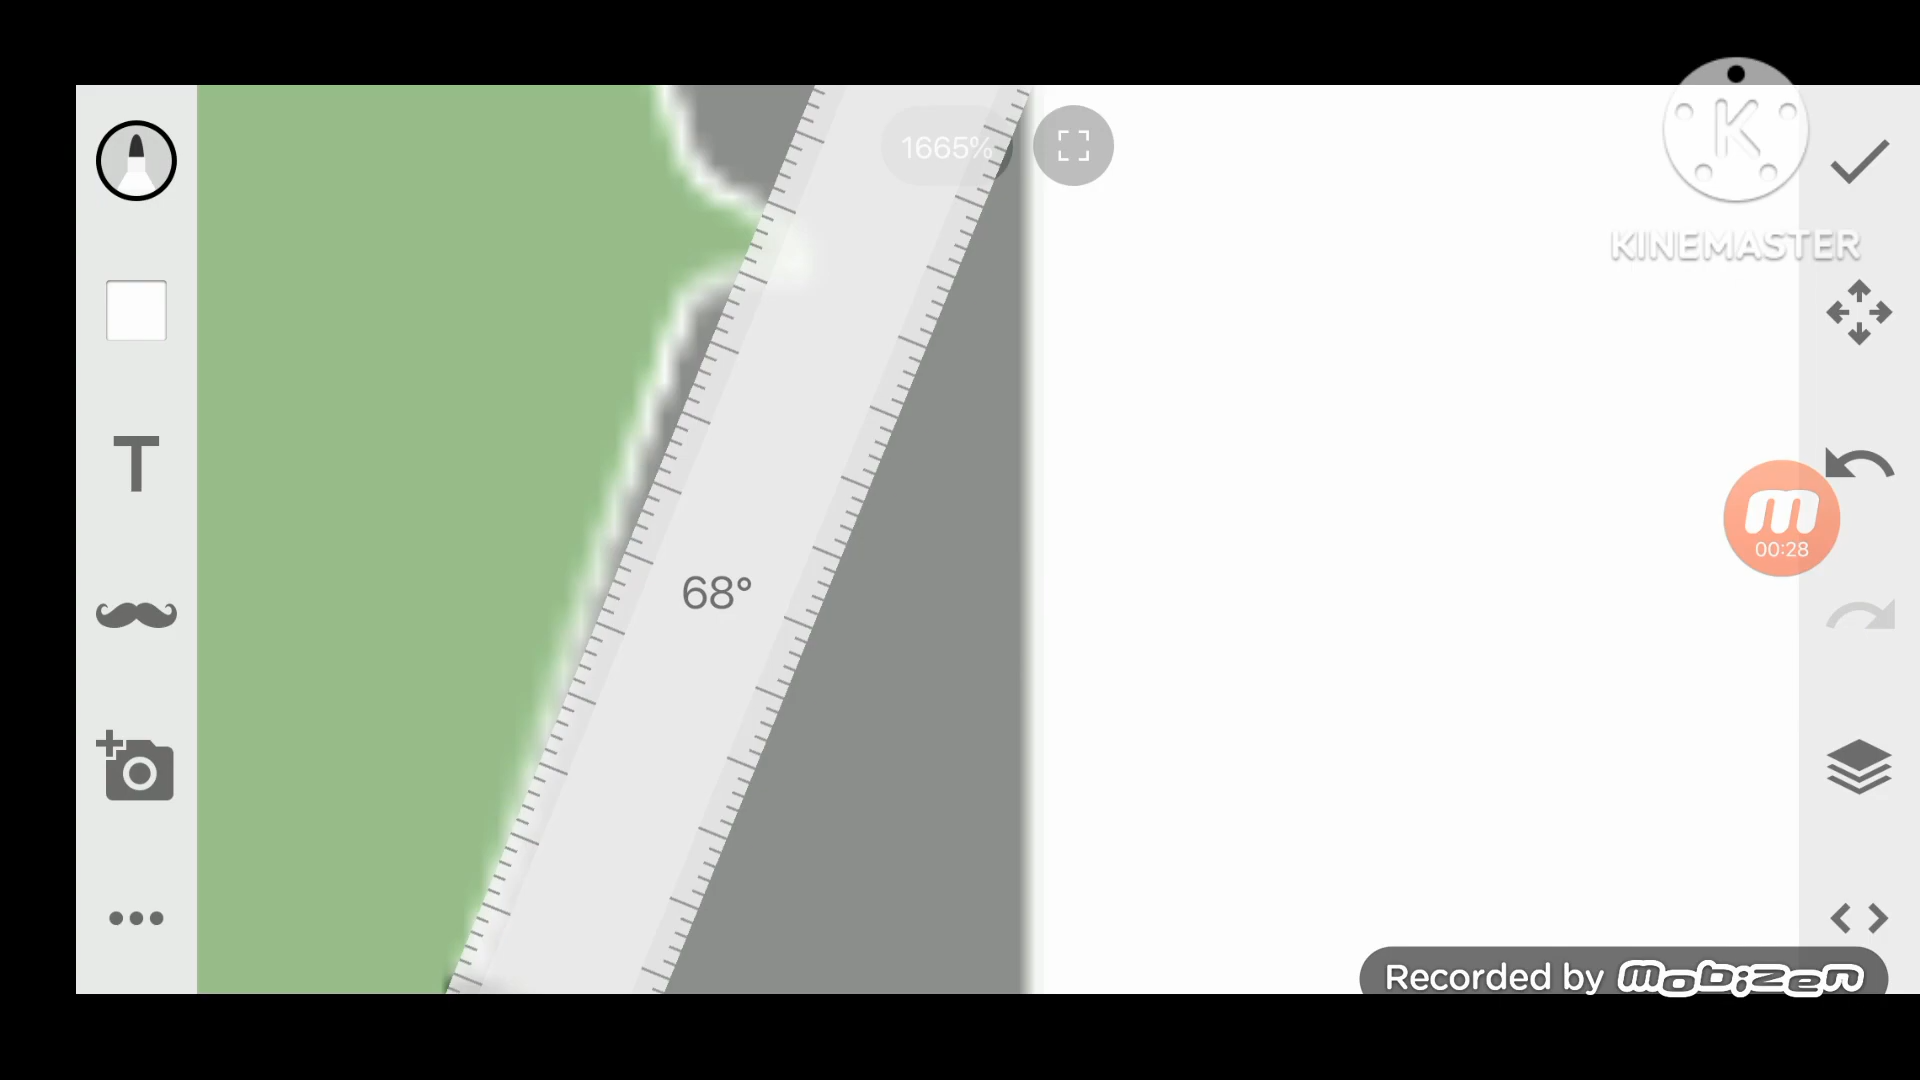 1665%
K
KINEMASTER
T
m
00:28
68°
Recorded by mobizen